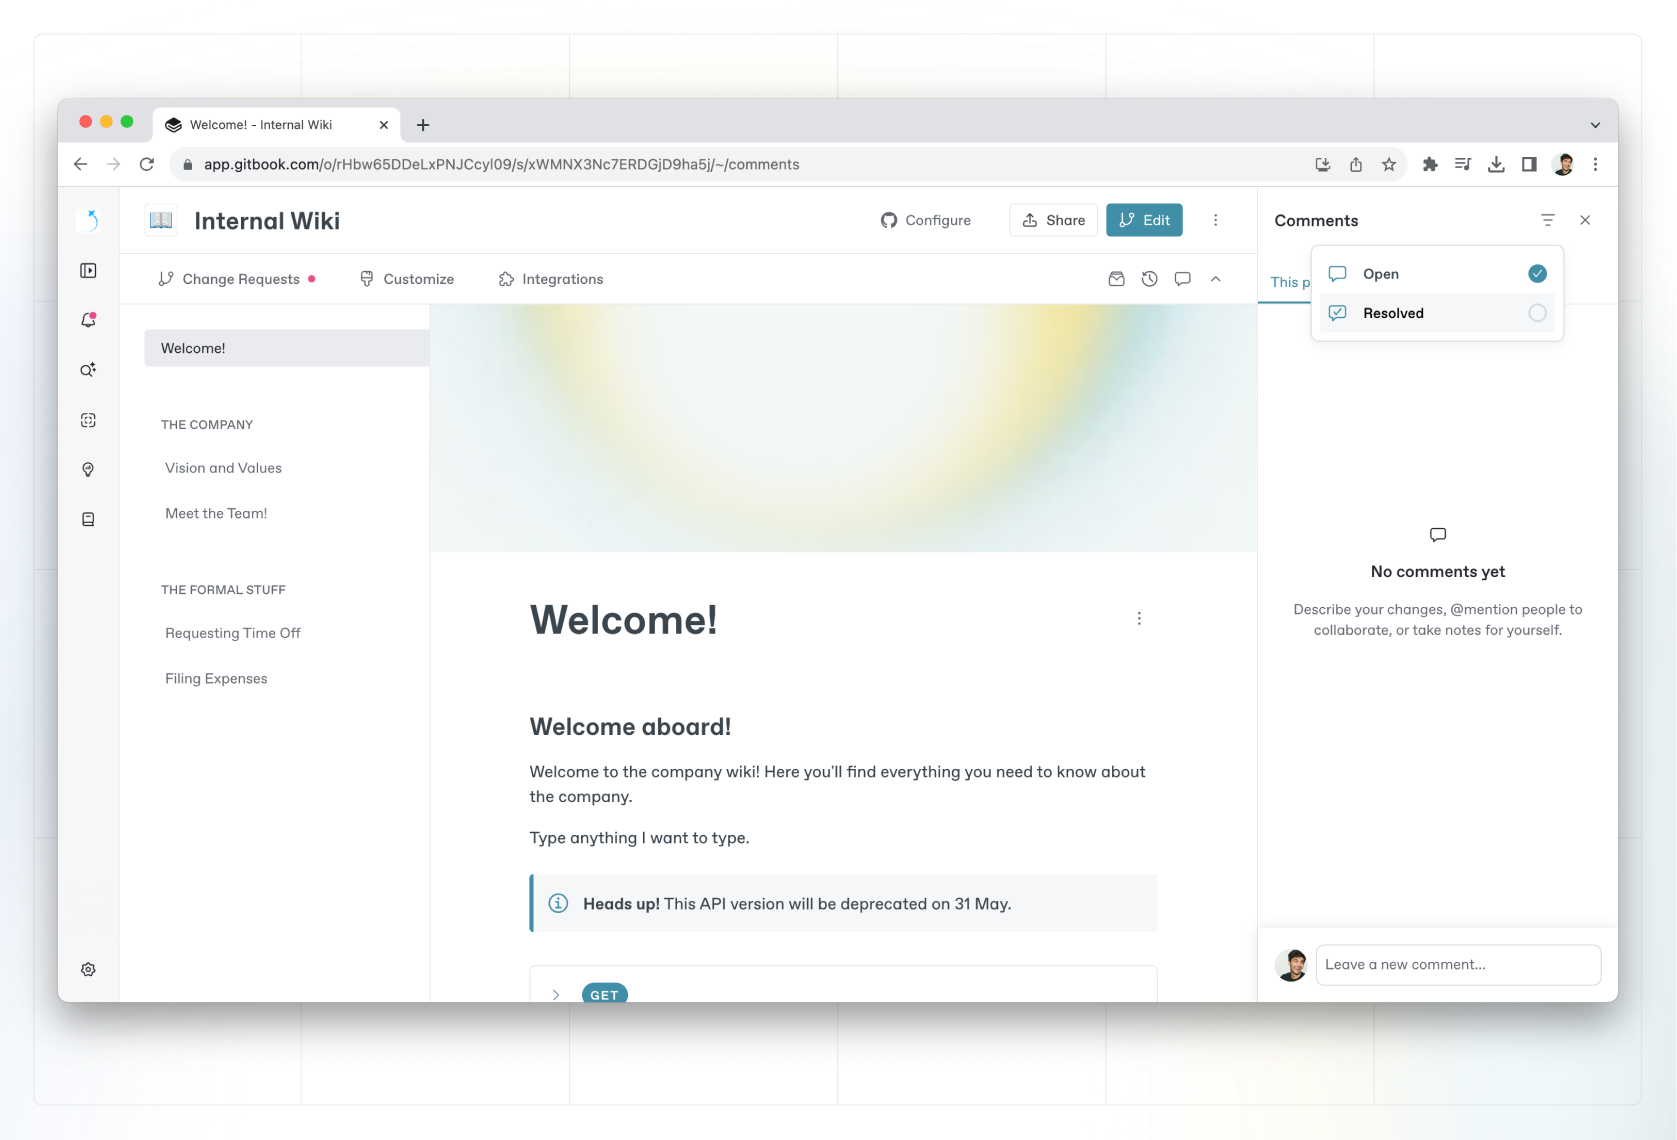 Welcome! - Internal Wiki
app.gitbook.com/o/rHbw65DDeLxPNJCcyl09/s/xWMNX3Nc7ERDGjD9ha5j/~/comments
Internal Wiki
Configure
Share
Edit
Change Requests
Customize
Integrations
Welcome!
THE COMPANY
Vision and Values
Meet the Team!
THE FORMAL STUFF
Requesting Time Off
Filing Expenses
Welcome!
Welcome aboard!
Welcome to the company wiki! Here you'll find everything you need to know about
the company.
Type anything I want to type.
Heads up! This API version will be deprecated on 31 May.
GET
Comments
This p
Open
Resolved
No comments yet
Describe your changes, @mention people to
collaborate, or take notes for yourself.
Leave a new comment...